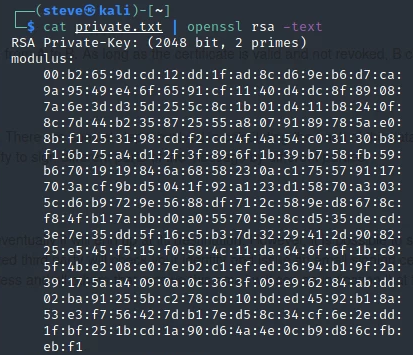 ┌──(steve㉿kali)-[~]
└─$ cat private.txt | openssl rsa -text
RSA Private-Key: (2048 bit, 2 primes)
modulus:
00:b2:65:9d:cd:12:dd:1f:ad:8c:d6:9e:b6:d7:ca:
9a:95:49:e4:6f:65:91:cf:11:40:d4:dc:8f:89:08:
7a:6e:3d:d3:5d:25:5c:8c:1b:01:d4:11:b8:24:0f:
8c:7d:44:b2:35:87:25:55:a8:07:91:89:78:5a:e0:
8b:f1:25:31:98:cd:f2:cd:4f:4a:54:c0:31:30:b8:
f1:6b:75:a4:d1:2f:3f:89:6f:1b:39:b7:58:fb:59:
b6:70:19:19:84:6a:68:58:23:0a:c1:75:57:91:17:
70:3a:cf:9b:d5:04:1f:92:a1:23:d1:58:70:a3:03:
5c:d6:b9:72:9e:56:88:df:71:2c:58:9e:d8:67:8c:
f8:4f:b1:7a:bb:d0:a0:55:70:5e:8c:d5:35:de:cd:
3e:7e:35:dd:5f:16:c5:b3:7d:32:29:41:2d:90:82:
25:c8:45:f5:15:f0:58:4c:11:da:64:6f:6f:1b:c8:
5f:4b:e2:08:e0:7e:b2:c1:ef:ed:36:94:b1:9f:2a:
39:17:5a:a4:09:0a:0c:36:3f:09:e9:62:84:ab:dd:
02:ba:91:25:5b:c2:78:cb:10:bd:ed:45:92:b1:8a:
53:e3:f7:56:42:7d:b1:7e:d5:8c:34:cf:6e:2e:dd:
1f:bf:25:1b:cd:1a:90:d6:4a:4e:0c:b9:d8:6c:fb:
eb:f1